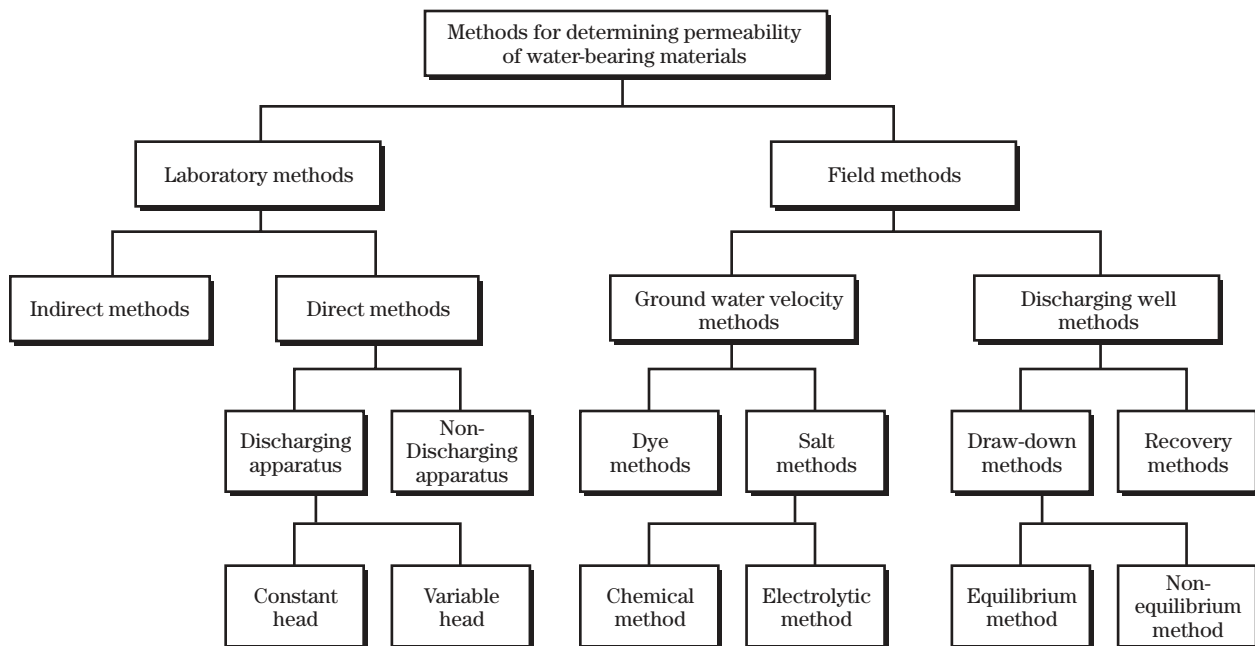 Methods for determining permeability
of water-bearing materials
Laboratory methods
Field methods
Indirect methods
Direct methods
Ground water velocity
methods
Discharging well
methods
Discharging
apparatus
Non-
Discharging
apparatus
Dye
methods
Salt
methods
Draw-down
methods
Recovery
methods
Constant
head
Variable
head
Chemical
method
Electrolytic
method
Equilibrium
method
Non-
equilibrium
method